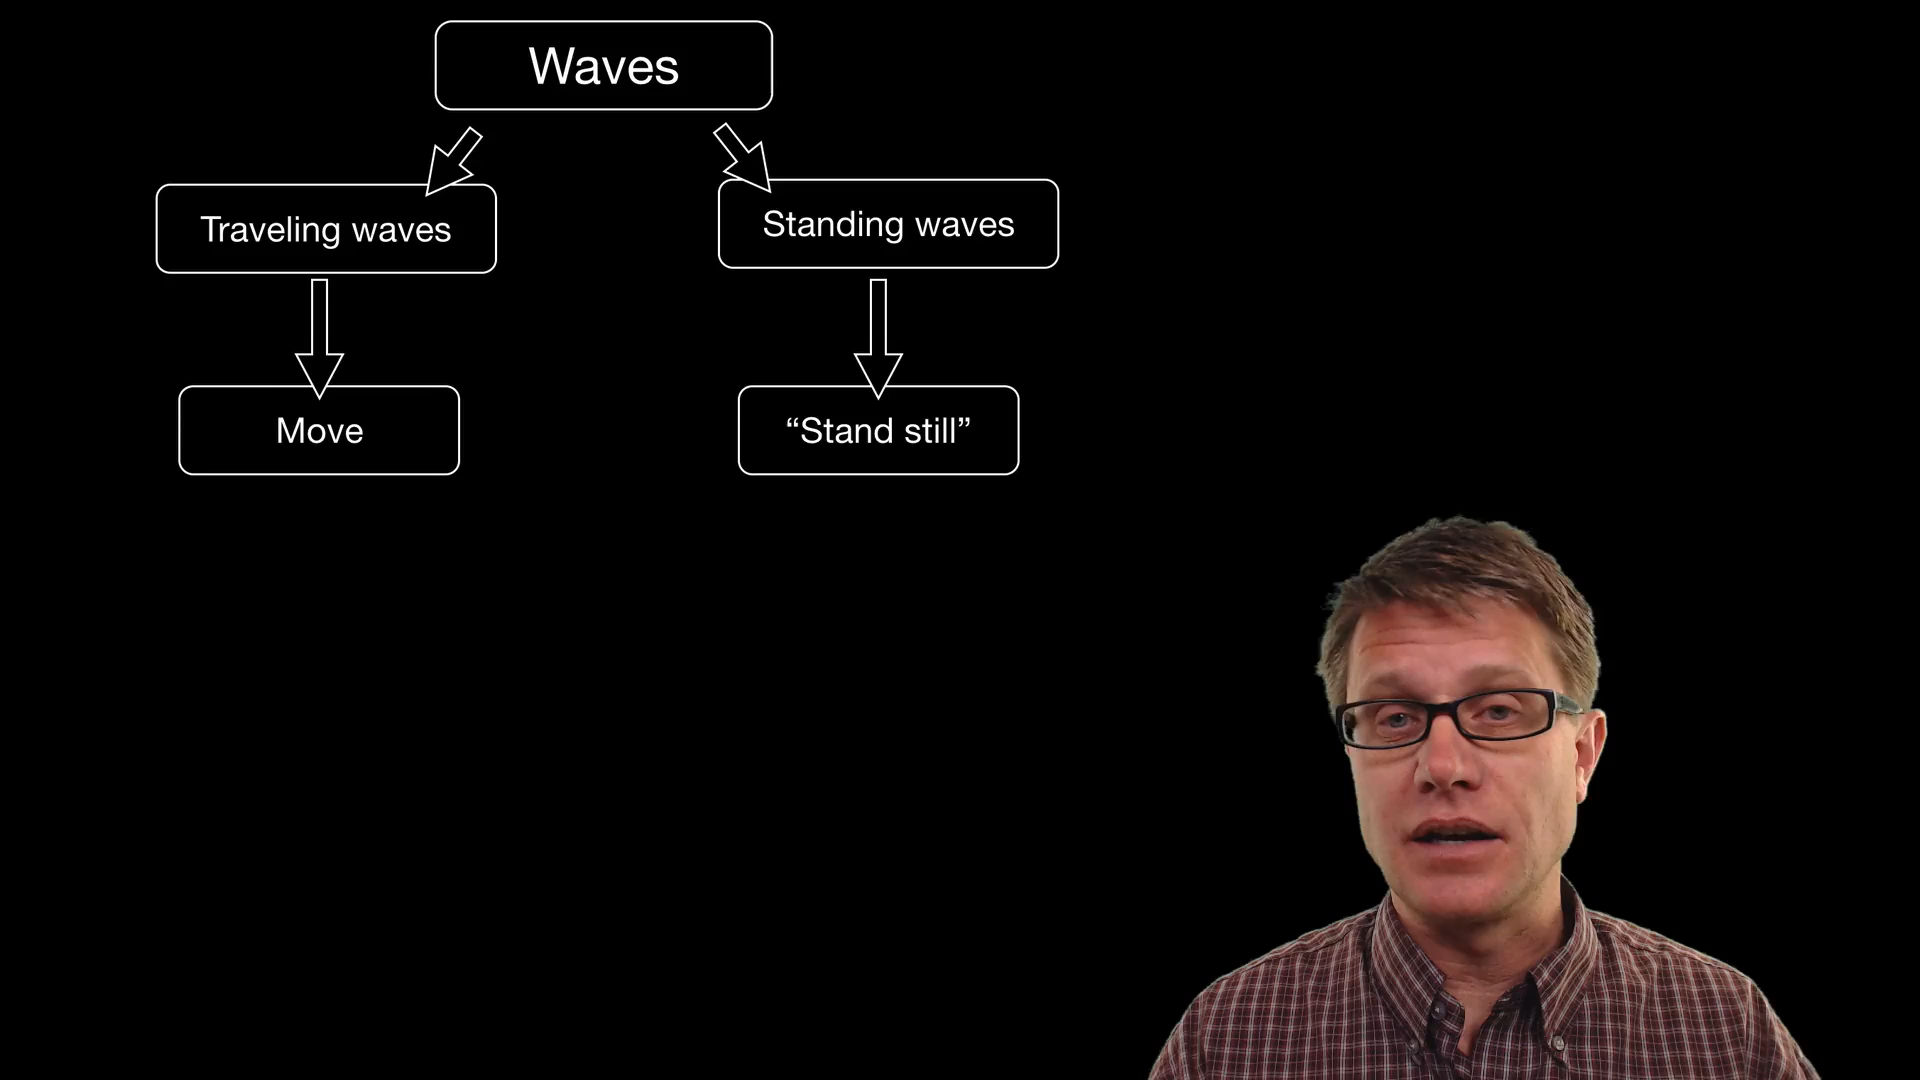 Waves
Traveling waves
Standing waves
Move
“Stand still”